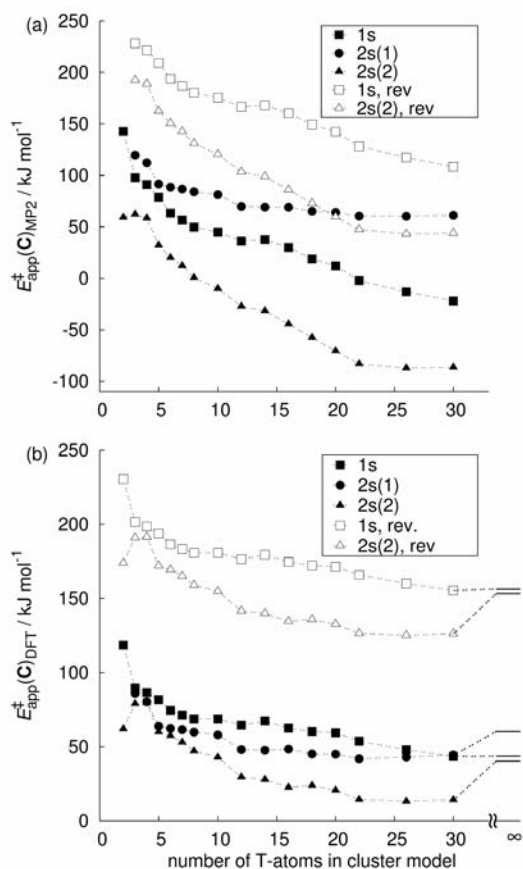 (a)
250
200
150
100
50
0
-50
-100
E‡app(C)MP2 / kJ mol-1
1s
2s(1)
2s(2)
1s, rev
2s(2), rev
0 5 10 15 20 25 30
(b)
250
200
150
100
50
0
E‡app(C)DFT / kJ mol-1
1s
2s(1)
2s(2)
1s, rev.
2s(2), rev
0 5 10 15 20 25 30 ∞
number of T-atoms in cluster model